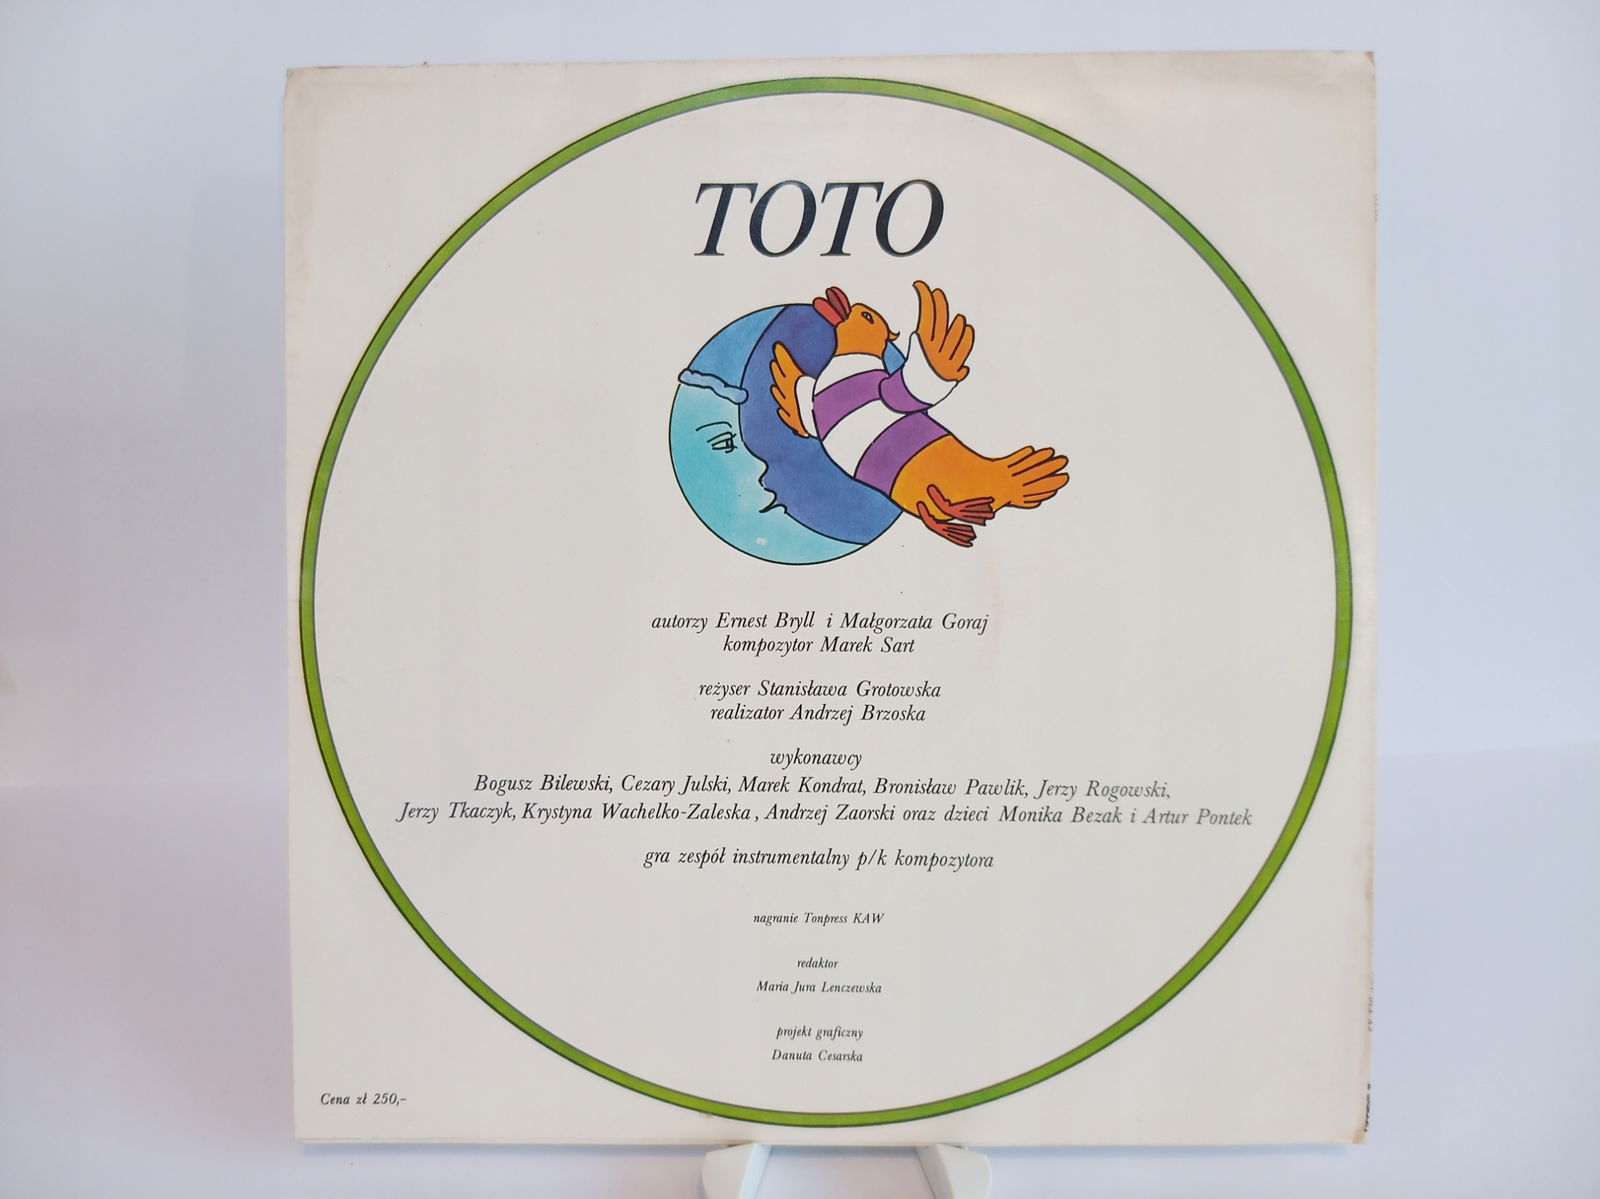 TOTO
autorzy Ernest Bryll i Małgorzata Goraj
kompozytor Marek Sart
reżyser Stanisława Grotowska
realizator Andrzej Brzoska
wykonawcy
Bogusz Bilewski, Cezary Julski, Marek Kondrat, Bronisław Pawlik, Jerzy Rogowski,
Jerzy Tkaczyk, Krystyna Wachelko-Zaleska, Andrzej Zaorski oraz dzieci Monika Bezak i Artur Pontek
gra zespół instrumentalny p/k kompozytora
nagranie Tonpress KAW
redaktor
Maria Jura Lenczewska
projekt graficzny
Danuta Cesarska
Cena zł 250,-